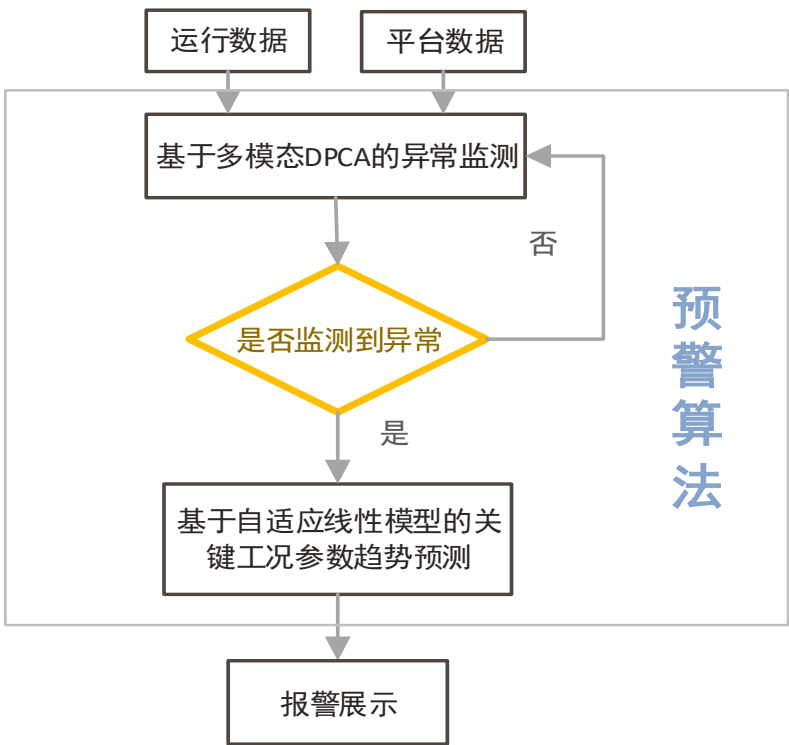 运行数据
平台数据
基于多模态DPCA的异常监测
否
是否监测到异常
是
基于自适应线性模型的关
键工况参数趋势预测
报警展示
预
警
算
法